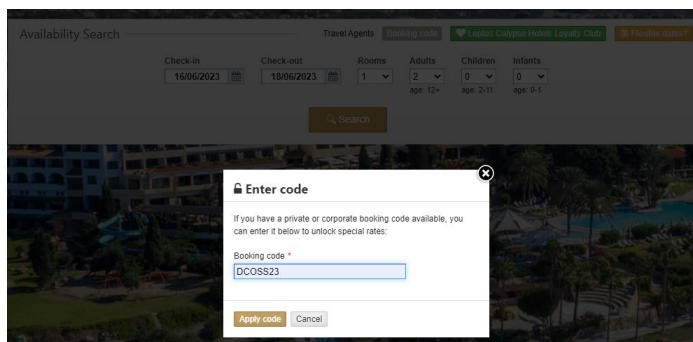 Availability Search
Travel Agents
Booking code
Leptos Calypso Hotels Loyalty Club
Flexible dates?
Check-in Check-out Rooms Adults Children Infants
16/06/2023 18/06/2023 1 2 0 0
age: 12+ age: 2-11 age: 0-1
Search
Enter code
If you have a private or corporate booking code available, you
can enter it below to unlock special rates:
Booking code *
DCOSS23
Apply code Cancel